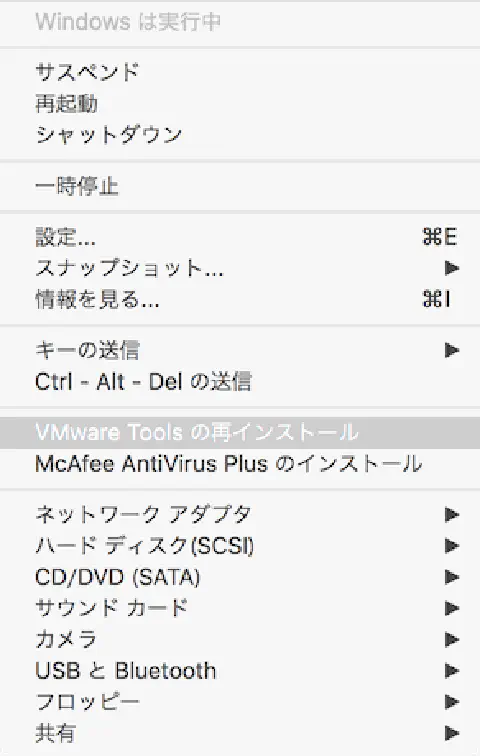 Windows は実行中
サスペンド
再起動
シャットダウン
一時停止
設定... ⌘E
スナップショット... ▶
情報を見る... ⌘I
キーの送信 ▶
Ctrl - Alt - Del の送信
VMware Tools の再インストール
McAfee AntiVirus Plus のインストール
ネットワーク アダプタ ▶
ハード ディスク(SCSI) ▶
CD/DVD (SATA) ▶
サウンド カード ▶
カメラ ▶
USB と Bluetooth ▶
フロッピー ▶
共有 ▶